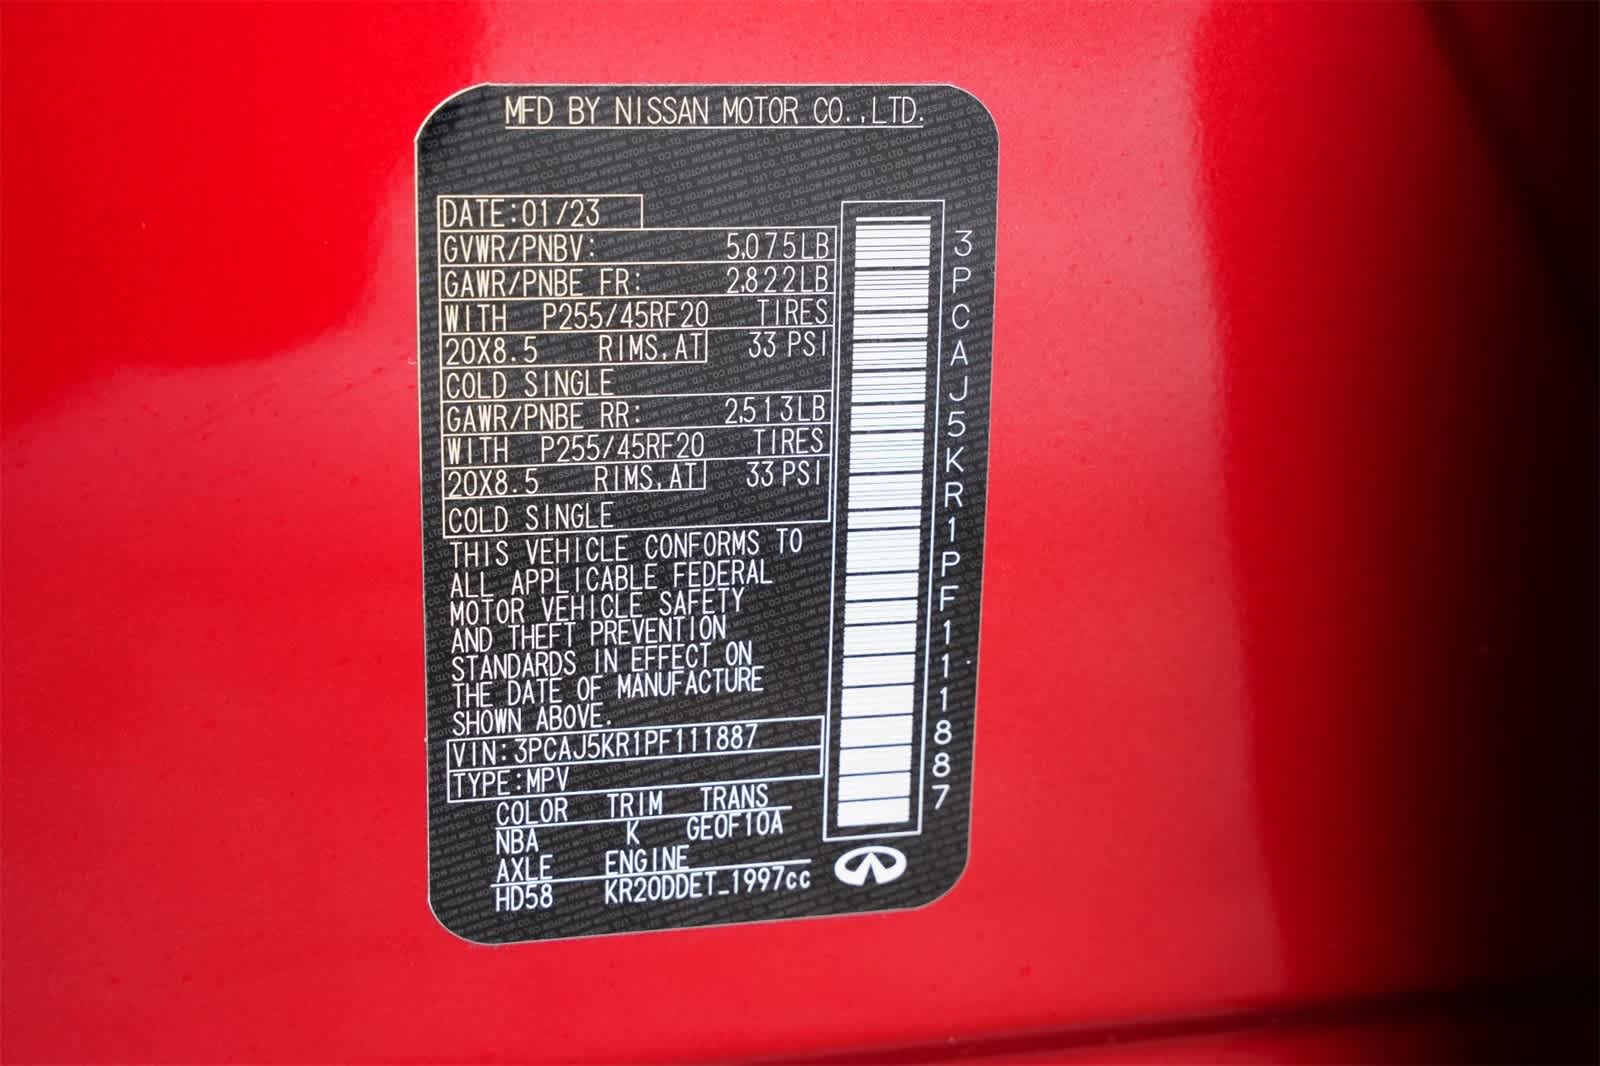 MFD BY NISSAN MOTOR CO.,LTD.
DATE:01/23
GVWR/PNBV: 5,075LB
GAWR/PNBE FR: 2,822LB
WITH P255/45RF20 TIRES
20X8.5 RIMS,AT 33 PSI
COLD SINGLE
GAWR/PNBE RR: 2,513LB
WITH P255/45RF20 TIRES
20X8.5 RIMS,AT 33 PSI
COLD SINGLE
THIS VEHICLE CONFORMS TO
ALL APPLICABLE FEDERAL
MOTOR VEHICLE SAFETY
AND THEFT PREVENTION
STANDARDS IN EFFECT ON
THE DATE OF MANUFACTURE
SHOWN ABOVE.
VIN:3PCAJ5KR1PF111887
TYPE:MPV
COLOR TRIM TRANS
NBA K GE0F10A
AXLE ENGINE
HD58 KR20DDET_1997cc
3PCAJ5KR1PF111887